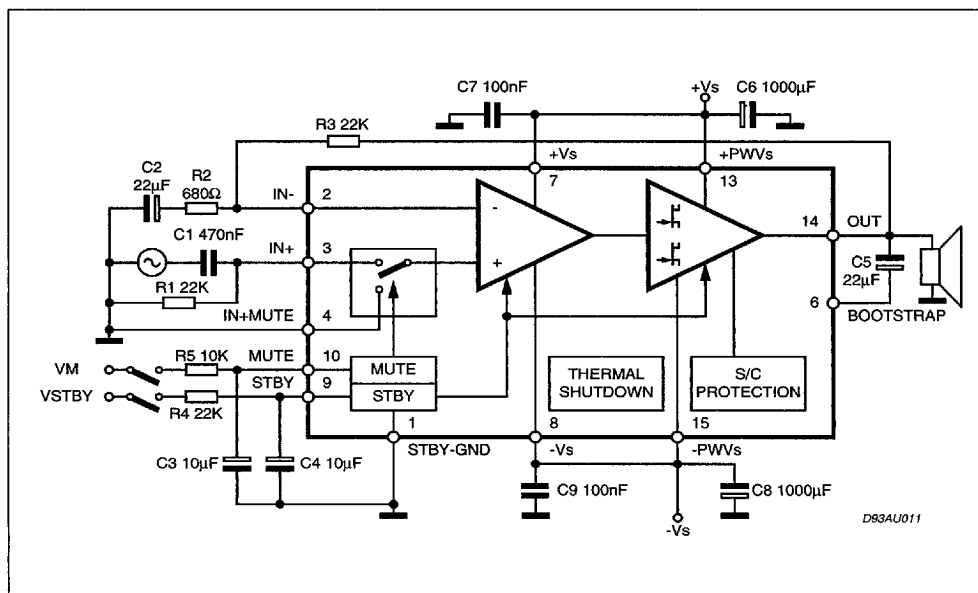 C7 100nF
+Vs
C6 1000µF
R3 22K
+Vs
+PWVs
C2
22µF
R2
680Ω
IN-
2
7
13
-
14
OUT
C1 470nF
IN+
3
+
C5
22µF
R1 22K
4
IN+MUTE
6
BOOTSTRAP
VM
R5 10K
MUTE
10
MUTE
THERMAL
SHUTDOWN
S/C
PROTECTION
VSTBY
R4 22K
STBY
9
STBY
1
8
15
STBY-GND
-Vs
-PWVs
C3 10µF
C4 10µF
C9 100nF
C8 1000µF
-Vs
D93AU011